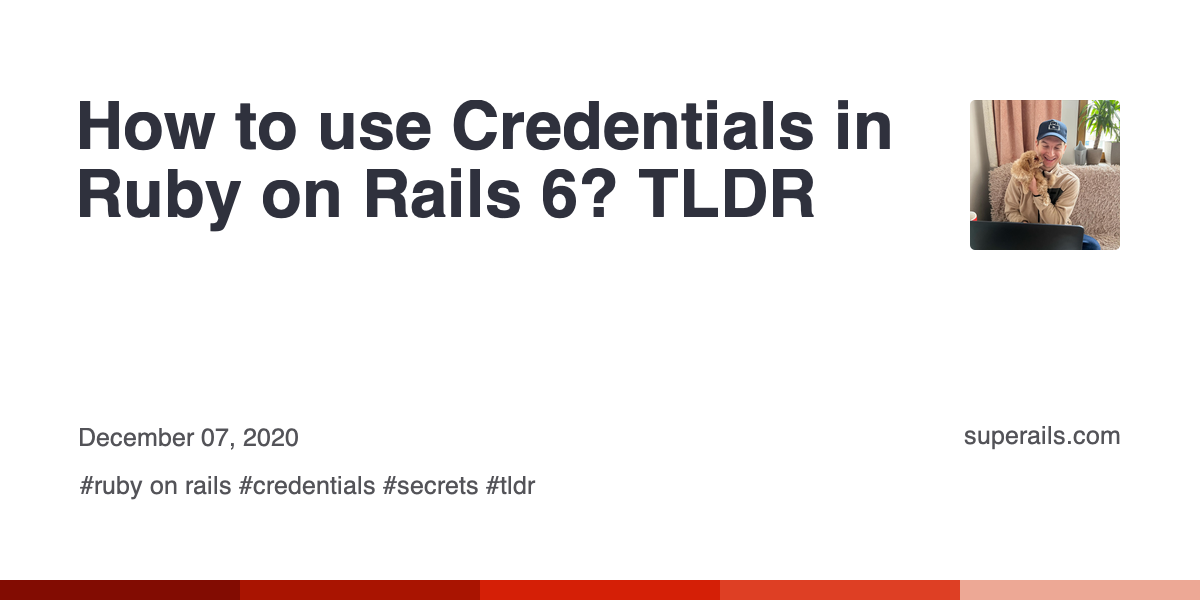 How to use Credentials in
Ruby on Rails 6? TLDR
December 07, 2020
superails.com
#ruby on rails #credentials #secrets #tldr